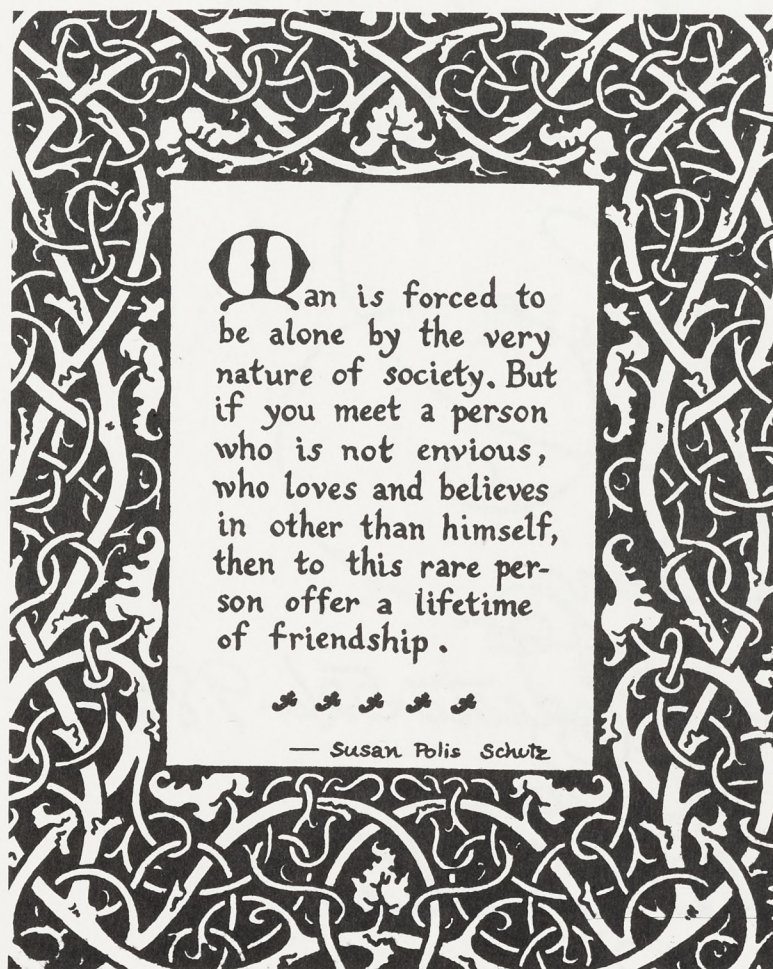 Man is forced to
be alone by the very
nature of society. But
if you meet a person
who is not envious,
who loves and believes
in other than himself,
then to this rare per-
son offer a lifetime
of friendship.
— Susan Polis Schutz